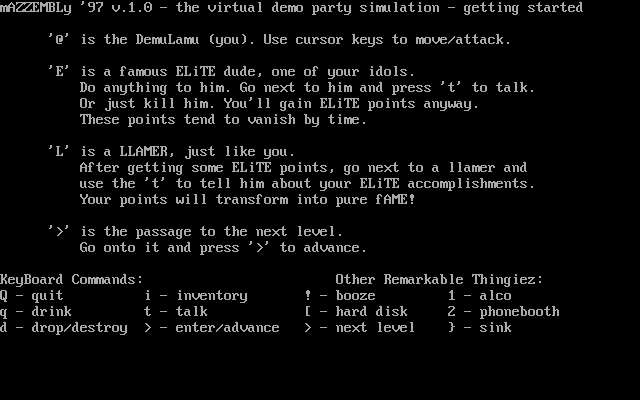 mAZZEMBLy '97 v.1.0 - the virtual demo party simulation - getting started
'@' is the DemuLamu (you). Use cursor keys to move/attack.
'E' is a famous ELiTE dude, one of your idols.
Do anything to him. Go next to him and press 't' to talk.
Or just kill him. You'll gain ELiTE points anyway.
These points tend to vanish by time.
'L' is a LLAMER, just like you.
After getting some ELiTE points, go next to a llamer and
use the 't' to tell him about your ELiTE accomplishments.
Your points will transform into pure fAME!
'>' is the passage to the next level.
Go onto it and press '>' to advance.
KeyBoard Commands: Other Remarkable Thingiez:
Q - quit i - inventory ! - booze 1 - alco
q - drink t - talk [ - hard disk 2 - phonebooth
d - drop/destroy > - enter/advance > - next level } - sink